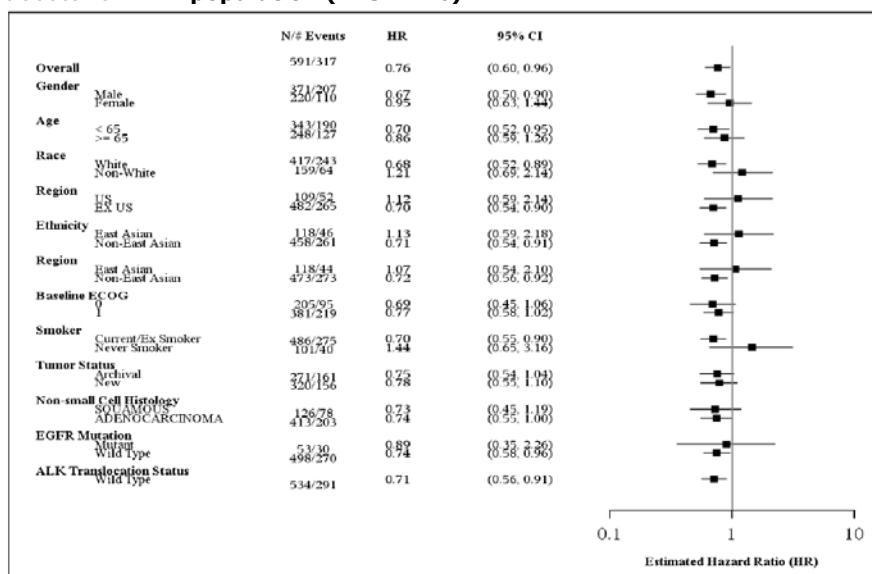 N/# Events HR 95% CI
Overall 591/317 0.76 (0.60, 0.96)
Gender
Male 371/207 0.67 (0.50, 0.90)
Female 220/110 0.95 (0.63, 1.44)
Age
< 65 343/190 0.70 (0.52, 0.95)
>= 65 248/127 0.86 (0.59, 1.26)
Race
White 417/243 0.68 (0.52, 0.89)
Non-White 159/64 1.21 (0.69, 2.14)
Region
US 109/52 1.12 (0.59, 2.14)
EX US 482/265 0.70 (0.54, 0.90)
Ethnicity
East Asian 118/46 1.13 (0.59, 2.18)
Non-East Asian 458/261 0.71 (0.54, 0.91)
Region
East Asian 118/44 1.07 (0.54, 2.10)
Non-East Asian 473/273 0.72 (0.56, 0.92)
Baseline ECOG
0 205/95 0.69 (0.45, 1.06)
1 381/219 0.77 (0.58, 1.02)
Smoker
Current/Ex Smoker 486/275 0.70 (0.55, 0.90)
Never Smoker 101/40 1.44 (0.65, 3.16)
Tumor Status
Archival 271/161 0.75 (0.54, 1.04)
New 320/156 0.78 (0.55, 1.10)
Non-small Cell Histology
SQUAMOUS 126/78 0.73 (0.45, 1.19)
ADENOCARCINOMA 413/203 0.74 (0.55, 1.00)
EGFR Mutation
Mutant 53/30 0.89 (0.35, 2.26)
Wild Type 498/270 0.74 (0.58, 0.96)
ALK Translocation Status
Wild Type 534/291 0.71 (0.56, 0.91)
0.1 1 10
Estimated Hazard Ratio (HR)